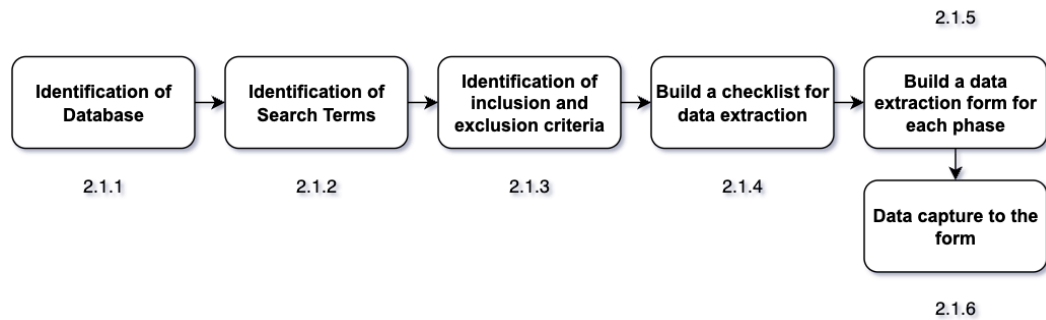 2.1.5
Identification of
Database
Identification of
Search Terms
Identification of
inclusion and
exclusion criteria
Build a checklist for
data extraction
Build a data
extraction form for
each phase
2.1.1
2.1.2
2.1.3
2.1.4
Data capture to the
form
2.1.6